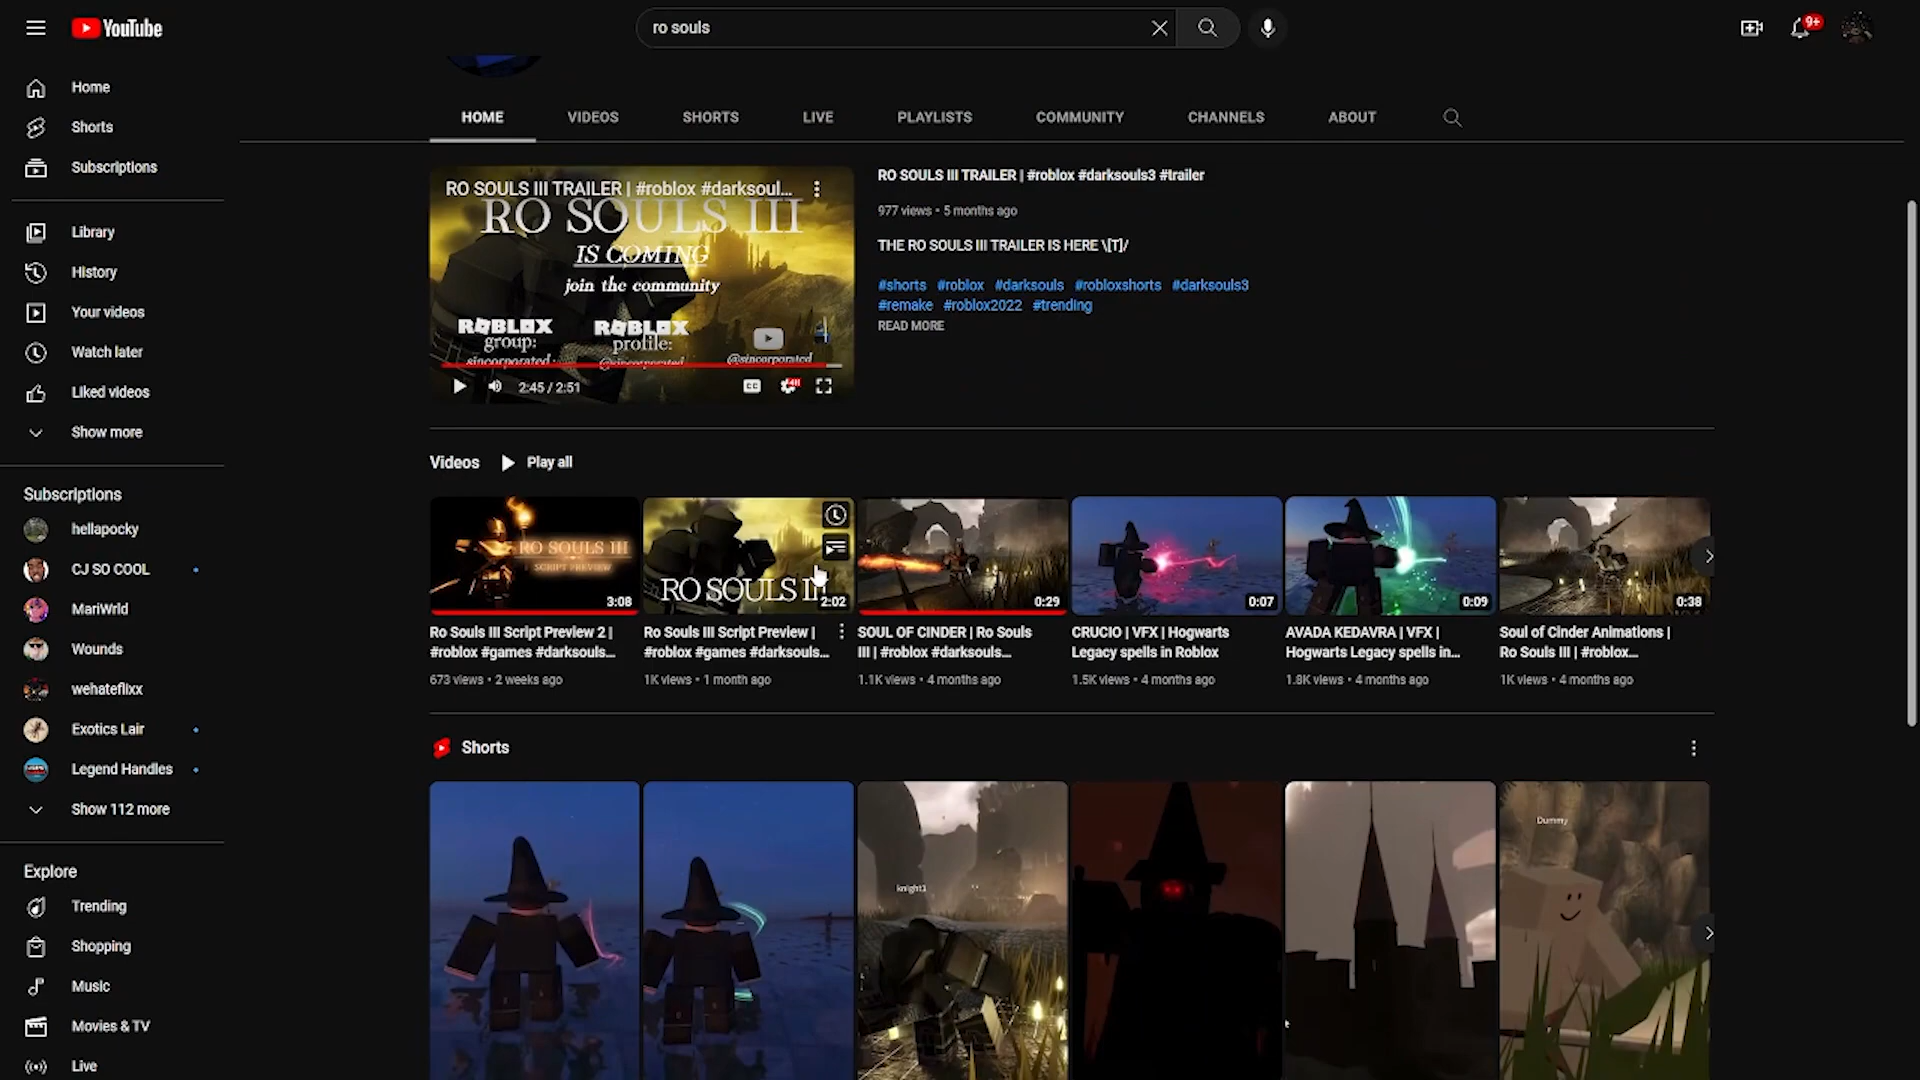 YouTube
ro souls
9+
Home
Shorts
Subscriptions
Library
History
Your videos
Watch later
Liked videos
Show more
Subscriptions
hellapocky
CJ SO COOL
MariWrld
Wounds
wehateflixx
Exotics Lair
Legend Handles
Show 112 more
Explore
Trending
Shopping
Music
Movies & TV
Live
HOME
VIDEOS
SHORTS
LIVE
PLAYLISTS
COMMUNITY
CHANNELS
ABOUT
RO SOULS III TRAILER | #roblox #darksoul...
RO SOULS III
IS COMING
join the community
ROBLOX
group:
sincorporated
ROBLOX
profile:
@sincorporated
@sincorporated
2:45 / 2:51
CC
RO SOULS III TRAILER | #roblox #darksouls3 #trailer
977 views • 5 months ago
THE RO SOULS III TRAILER IS HERE \[T]/
#shorts #roblox #darksouls #robloxshorts #darksouls3
#remake #roblox2022 #trending
READ MORE
Videos
Play all
RO SOULS III
SCRIPT PREVIEW
3:08
Ro Souls III Script Preview 2 |
#roblox #games #darksouls...
673 views • 2 weeks ago
RO SOULS III
2:02
Ro Souls III Script Preview |
#roblox #games #darksouls...
1K views • 1 month ago
0:29
SOUL OF CINDER | Ro Souls
III | #roblox #darksouls...
1.1K views • 4 months ago
0:07
CRUCIO | VFX | Hogwarts
Legacy spells in Roblox
1.5K views • 4 months ago
0:09
AVADA KEDAVRA | VFX |
Hogwarts Legacy spells in...
1.8K views • 4 months ago
0:38
Soul of Cinder Animations |
Ro Souls III | #roblox...
1K views • 4 months ago
Shorts
knight1
Dummy